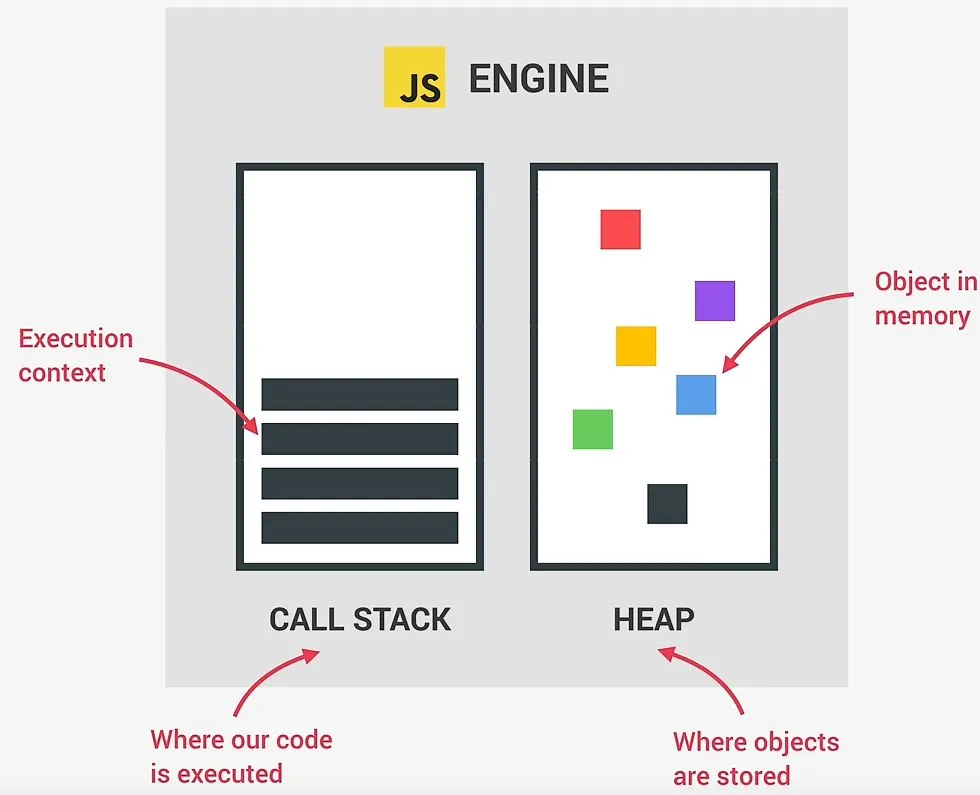 JS ENGINE
Object in
memory
Execution
context
CALL STACK
HEAP
Where our code
is executed
Where objects
are stored